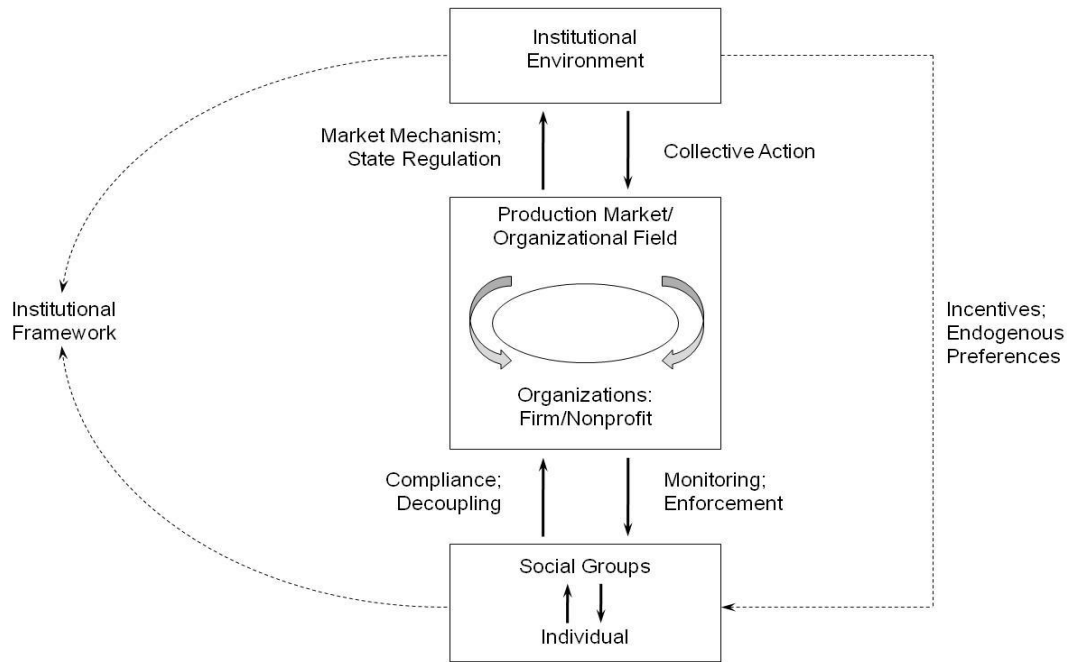 Institutional
Environment
Market Mechanism;
State Regulation
Collective Action
Production Market/
Organizational Field
Institutional
Framework
Incentives;
Endogenous
Preferences
Organizations:
Firm/Nonprofit
Compliance;
Decoupling
Monitoring;
Enforcement
Social Groups
Individual